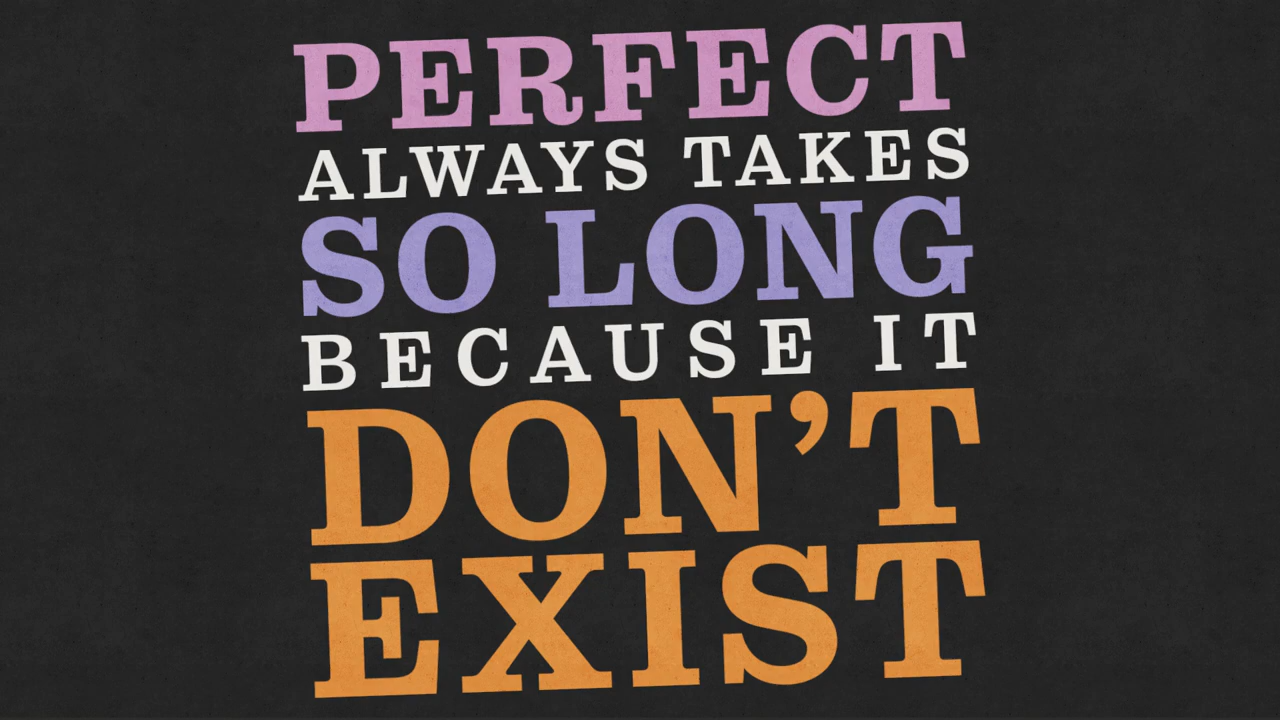 PERFECT
ALWAYS TAKES
SO LONG
BECAUSE IT
DON’T
EXIST